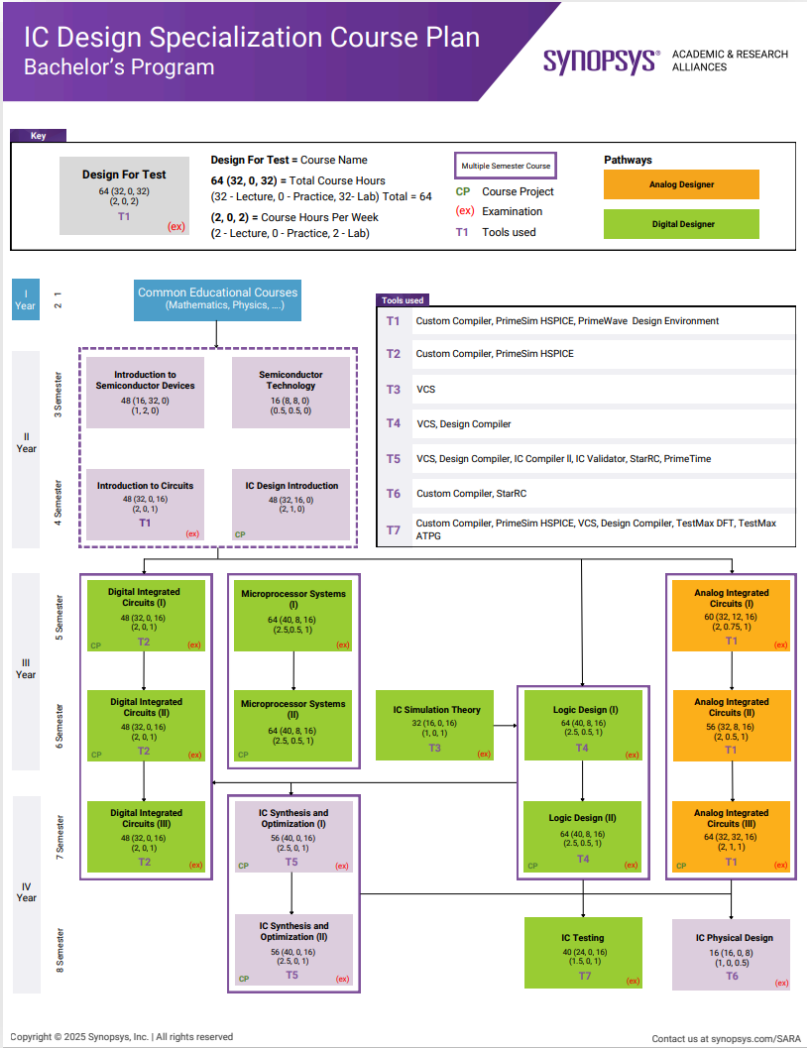 IC Design Specialization Course Plan
Bachelor's Program
SYNOPSYS®
ACADEMIC & RESEARCH
ALLIANCES
Key
Design For Test
64 (32, 0, 32)
(2, 0, 2)
T1
(ex)
Design For Test = Course Name
64 (32, 0, 32) = Total Course Hours
(32 - Lecture, 0 - Practice, 32- Lab) Total = 64
(2, 0, 2) = Course Hours Per Week
(2 - Lecture, 0 - Practice, 2 - Lab)
Multiple Semester Course
CP Course Project
(ex) Examination
T1 Tools used
Pathways
Analog Designer
Digital Designer
I
Year
1
2
Common Educational Courses
(Mathematics, Physics, ....)
Tools used
T1 Custom Compiler, PrimeSim HSPICE, PrimeWave Design Environment
T2 Custom Compiler, PrimeSim HSPICE
T3 VCS
T4 VCS, Design Compiler
T5 VCS, Design Compiler, IC Compiler II, IC Validator, StarRC, PrimeTime
T6 Custom Compiler, StarRC
T7 Custom Compiler, PrimeSim HSPICE, VCS, Design Compiler, TestMax DFT, TestMax
ATPG
II
Year
3 Semester
Introduction to
Semiconductor Devices
48 (16, 32, 0)
(1, 2, 0)
Semiconductor
Technology
16 (8, 8, 0)
(0.5, 0.5, 0)
4 Semester
Introduction to Circuits
48 (32, 0, 16)
(2, 0, 1)
T1
(ex)
IC Design Introduction
48 (32, 16, 0)
(2, 1, 0)
CP
III
Year
5 Semester
Digital Integrated
Circuits (I)
48 (32, 0, 16)
(2, 0, 1)
CP
T2
(ex)
Microprocessor Systems
(I)
64 (40, 8, 16)
(2.5,0.5, 1)
(ex)
Analog Integrated
Circuits (I)
60 (32, 12, 16)
(2, 0.75, 1)
T1
(ex)
6 Semester
Digital Integrated
Circuits (II)
48 (32, 0, 16)
(2, 0, 1)
CP
T2
(ex)
Microprocessor Systems
(II)
64 (40, 8, 16)
(2.5, 0.5, 1)
CP
IC Simulation Theory
32 (16, 0, 16)
(1, 0, 1)
T3
(ex)
Logic Design (I)
64 (40, 8, 16)
(2.5, 0.5, 1)
T4
(ex)
Analog Integrated
Circuits (II)
56 (32, 8, 16)
(2, 0.5, 1)
T1
(ex)
IV
Year
7 Semester
Digital Integrated
Circuits (III)
48 (32, 0, 16)
(2, 0, 1)
T2
(ex)
IC Synthesis and
Optimization (I)
56 (40, 0, 16)
(2.5, 0, 1)
CP
T5
(ex)
Logic Design (II)
64 (40, 8, 16)
(2.5, 0.5, 1)
CP
T4
(ex)
Analog Integrated
Circuits (III)
64 (32, 32, 16)
(2, 1, 1)
CP
T1
(ex)
8 Semester
IC Synthesis and
Optimization (II)
56 (40, 0, 16)
(2.5, 0, 1)
CP
T5
(ex)
IC Testing
40 (24, 0, 16)
(1.5, 0, 1)
T7
(ex)
IC Physical Design
16 (16, 0, 8)
(1, 0, 0.5)
T6
(ex)
Copyright © 2025 Synopsys, Inc. | All rights reserved
Contact us at synopsys.com/SARA